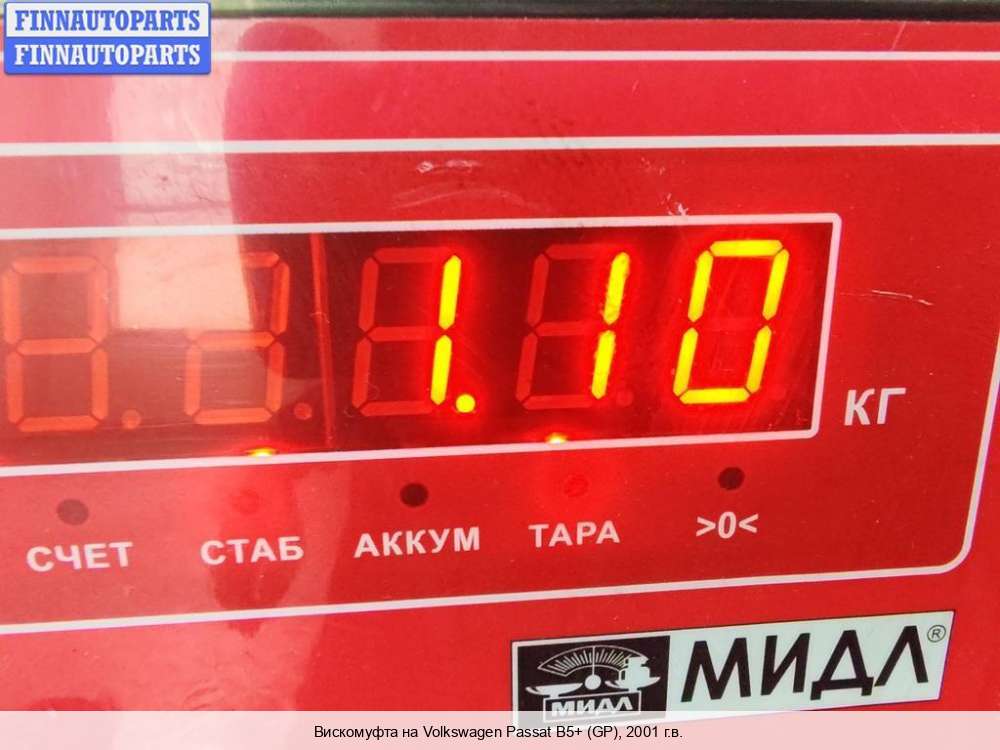 FINNAUTOPARTS
FINNAUTOPARTS
1.10
КГ
СЧЕТ СТАБ АККУМ ТАРА >0<
МИДЛ МИДЛ®
Вискомуфта на Volkswagen Passat B5+ (GP), 2001 г.в.